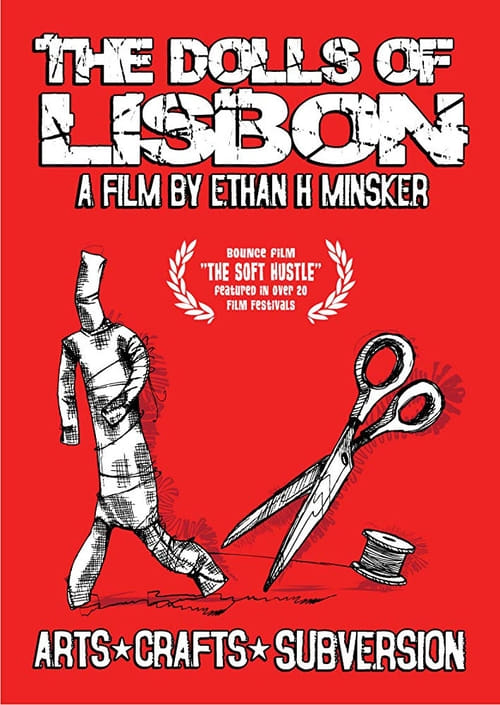 THE DOLLS OF
LISBON
A FILM BY ETHAN H MINSKER
BOUNCE FILM
"THE SOFT HUSTLE"
FEATURED IN OVER 20
FILM FESTIVALS
ARTS★CRAFTS★SUBVERSION